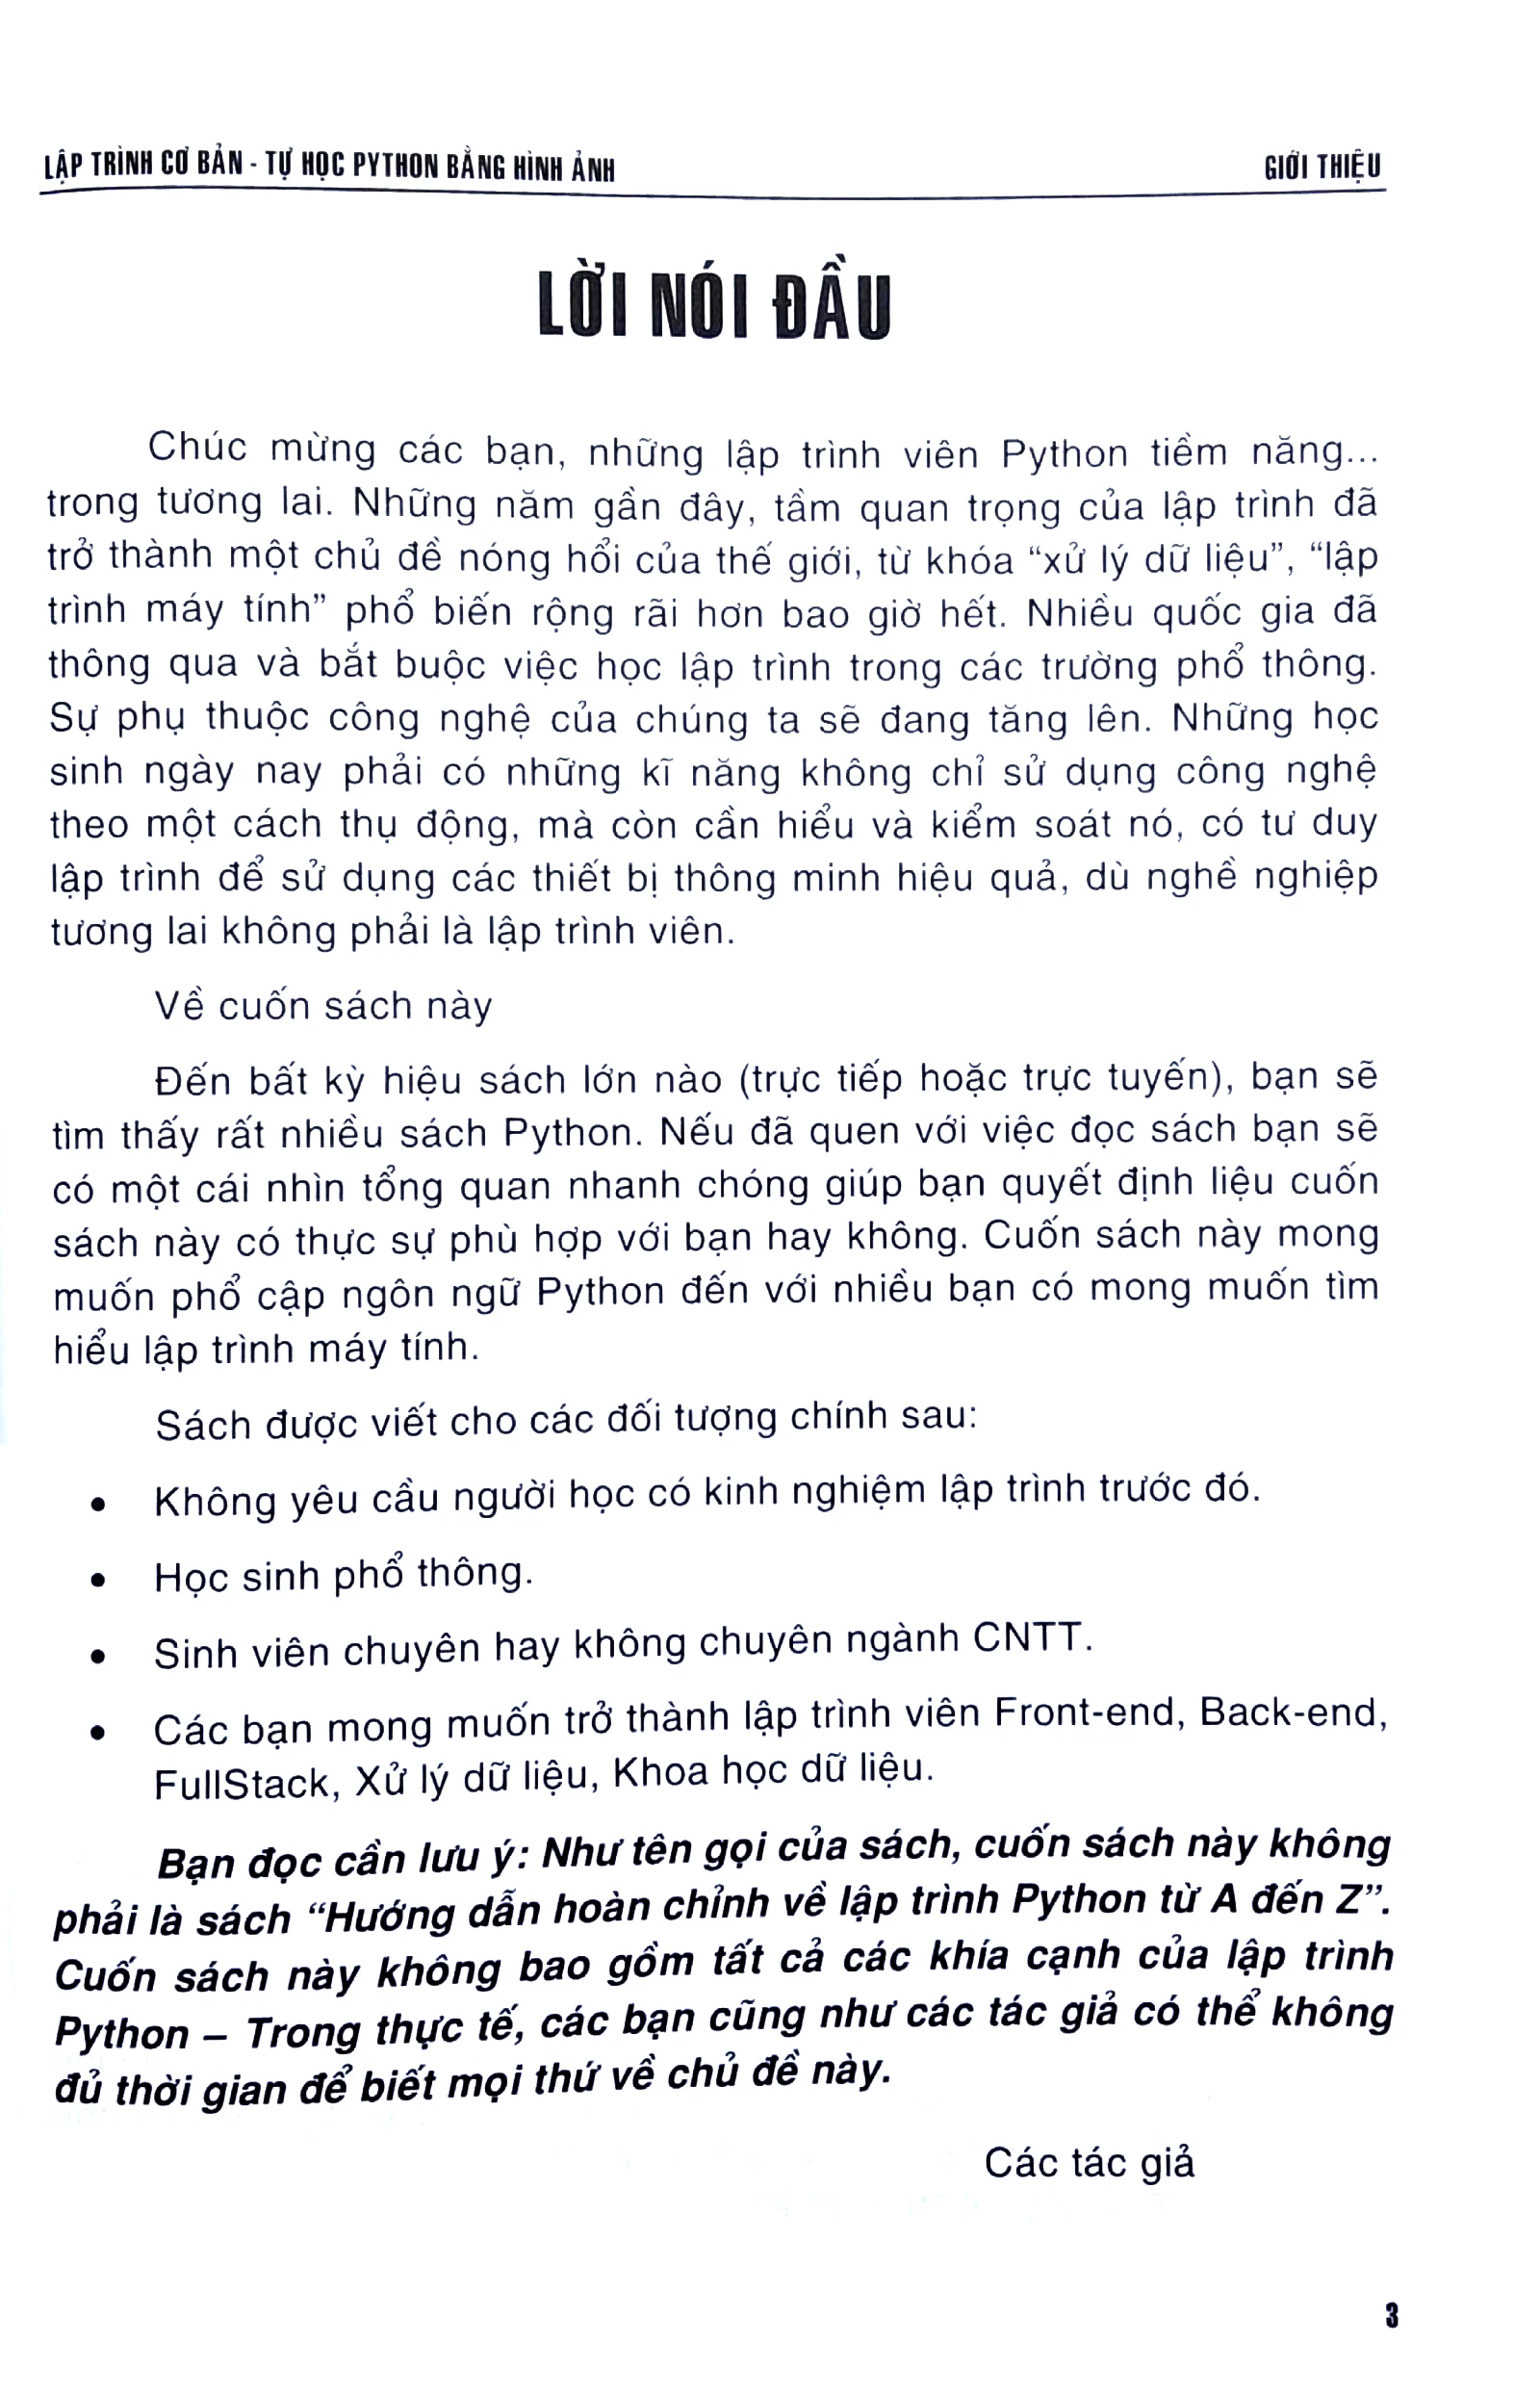 LẬP TRÌNH CƠ BẢN - TỰ HỌC PYTHON BẰNG HÌNH ẢNH
GIỚI THIỆU
LỜI NÓI ĐẦU
Chúc mừng các bạn, những lập trình viên Python tiềm năng...
trong tương lai. Những năm gần đây, tầm quan trọng của lập trình đã
trở thành một chủ đề nóng hổi của thế giới, từ khóa “xử lý dữ liệu”, “lập
trình máy tính” phổ biến rộng rãi hơn bao giờ hết. Nhiều quốc gia đã
thông qua và bắt buộc việc học lập trình trong các trường phổ thông.
Sự phụ thuộc công nghệ của chúng ta sẽ đang tăng lên. Những học
sinh ngày nay phải có những kĩ năng không chỉ sử dụng công nghệ
theo một cách thụ động, mà còn cần hiểu và kiểm soát nó, có tư duy
lập trình để sử dụng các thiết bị thông minh hiệu quả, dù nghề nghiệp
tương lai không phải là lập trình viên.
Về cuốn sách này
Đến bất kỳ hiệu sách lớn nào (trực tiếp hoặc trực tuyến), bạn sẽ
tìm thấy rất nhiều sách Python. Nếu đã quen với việc đọc sách bạn sẽ
có một cái nhìn tổng quan nhanh chóng giúp bạn quyết định liệu cuốn
sách này có thực sự phù hợp với bạn hay không. Cuốn sách này mong
muốn phổ cập ngôn ngữ Python đến với nhiều bạn có mong muốn tìm
hiểu lập trình máy tính.
Sách được viết cho các đối tượng chính sau:
• Không yêu cầu người học có kinh nghiệm lập trình trước đó.
• Học sinh phổ thông.
• Sinh viên chuyên hay không chuyên ngành CNTT.
• Các bạn mong muốn trở thành lập trình viên Front-end, Back-end,
FullStack, Xử lý dữ liệu, Khoa học dữ liệu.
Bạn đọc cần lưu ý: Như tên gọi của sách, cuốn sách này không
phải là sách “Hướng dẫn hoàn chỉnh về lập trình Python từ A đến Z”.
Cuốn sách này không bao gồm tất cả các khía cạnh của lập trình
Python – Trong thực tế, các bạn cũng như các tác giả có thể không
đủ thời gian để biết mọi thứ về chủ đề này.
Các tác giả
3